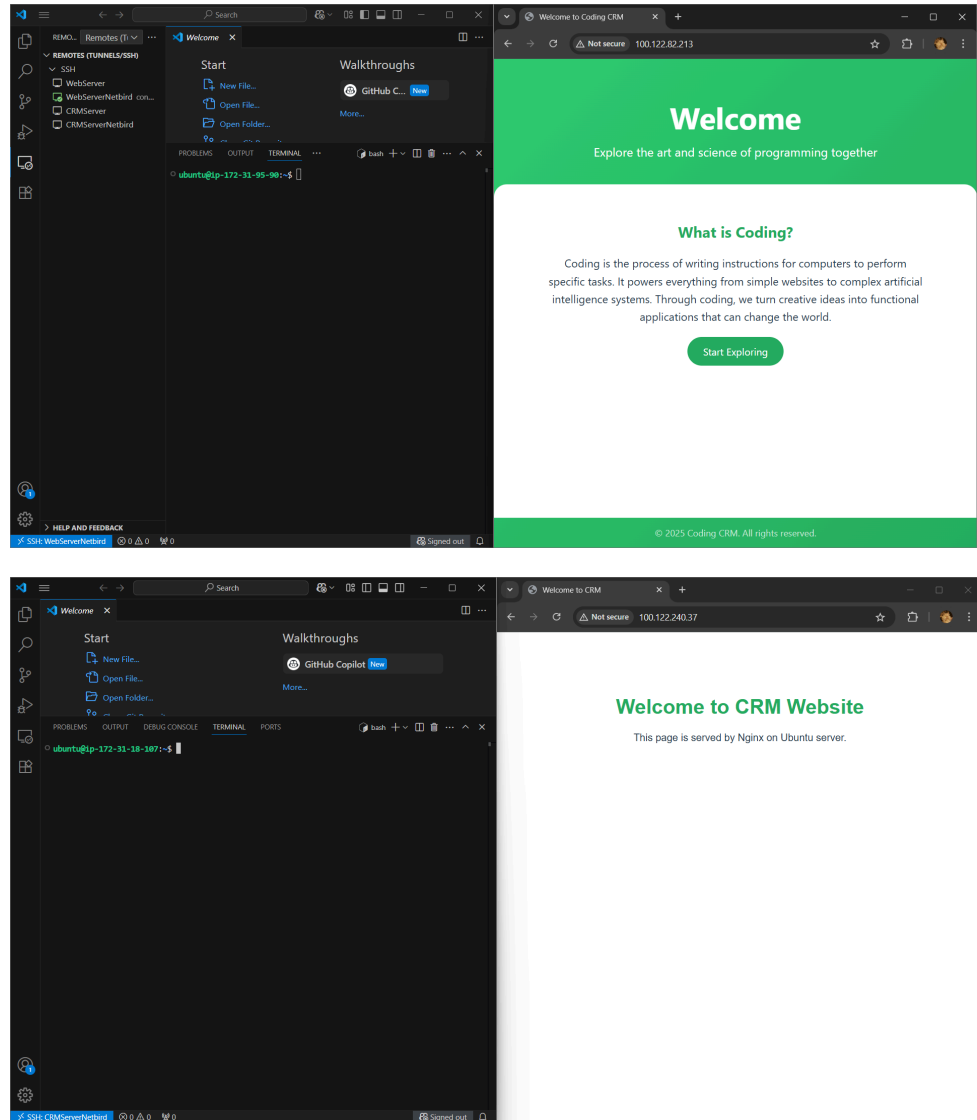 Search
REMO... Remotes (T
REMOTES (TUNNELS/SSH)
SSH
WebServer
WebServerNetbird con...
CRMServer
CRMServerNetbird
HELP AND FEEDBACK
Welcome
Start
New File...
Open File...
Open Folder...
Walkthroughs
GitHub C... New
More...
PROBLEMS OUTPUT TERMINAL ... bash
ubuntu@ip-172-31-95-90:~$
1
SSH: WebServerNetbird 0 0 0 Signed out
Welcome to Coding CRM
Not secure 100.122.82.213
Welcome
Explore the art and science of programming together
What is Coding?
Coding is the process of writing instructions for computers to perform
specific tasks. It powers everything from simple websites to complex artificial
intelligence systems. Through coding, we turn creative ideas into functional
applications that can change the world.
Start Exploring
© 2025 Coding CRM. All rights reserved.
Search
Welcome
Start
New File...
Open File...
Open Folder...
Walkthroughs
GitHub Copilot New
More...
PROBLEMS OUTPUT DEBUG CONSOLE TERMINAL PORTS bash
ubuntu@ip-172-31-18-107:~$
1
SSH: CRMServerNetbird 0 0 0 Signed out
Welcome to CRM
Not secure 100.122.240.37
Welcome to CRM Website
This page is served by Nginx on Ubuntu server.